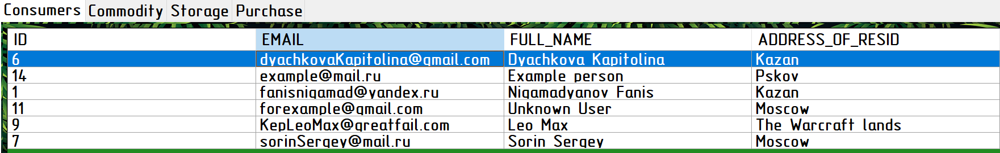 Consumers Commodity Storage Purchase
ID EMAIL FULL_NAME ADDRESS_OF_RESID
6 dyachkovaKapitolina@gmail.com Dyachkova Kapitolina Kazan
14 example@mail.ru Example person Pskov
1 fanisnigamad@yandex.ru Nigamadyanov Fanis Kazan
11 forexample@gmail.com Unknown User Moscow
9 KepLeoMax@greatfail.com Leo Max The Warcraft lands
7 sorinSergey@mail.ru Sorin Sergey Moscow